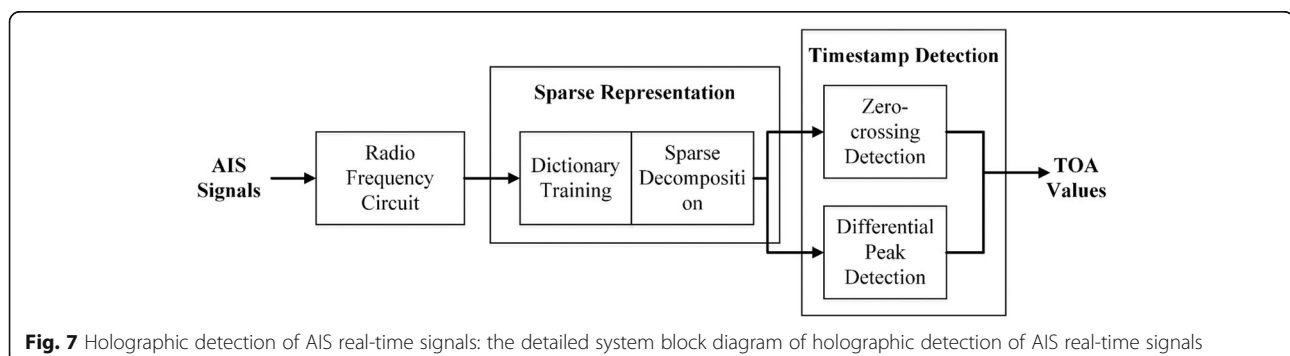 AIS
Signals
Radio
Frequency
Circuit
Sparse Representation
Dictionary
Training
Sparse
Decompositi
on
Timestamp Detection
Zero-
crossing
Detection
Differential
Peak
Detection
TOA
Values
Fig. 7 Holographic detection of AIS real-time signals: the detailed system block diagram of holographic detection of AIS real-time signals